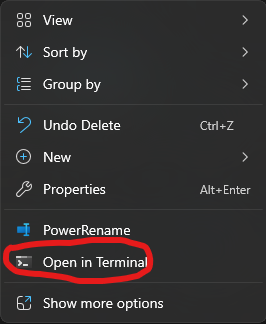 View
Sort by
Group by
Undo Delete Ctrl+Z
New
Properties Alt+Enter
PowerRename
Open in Terminal
Show more options